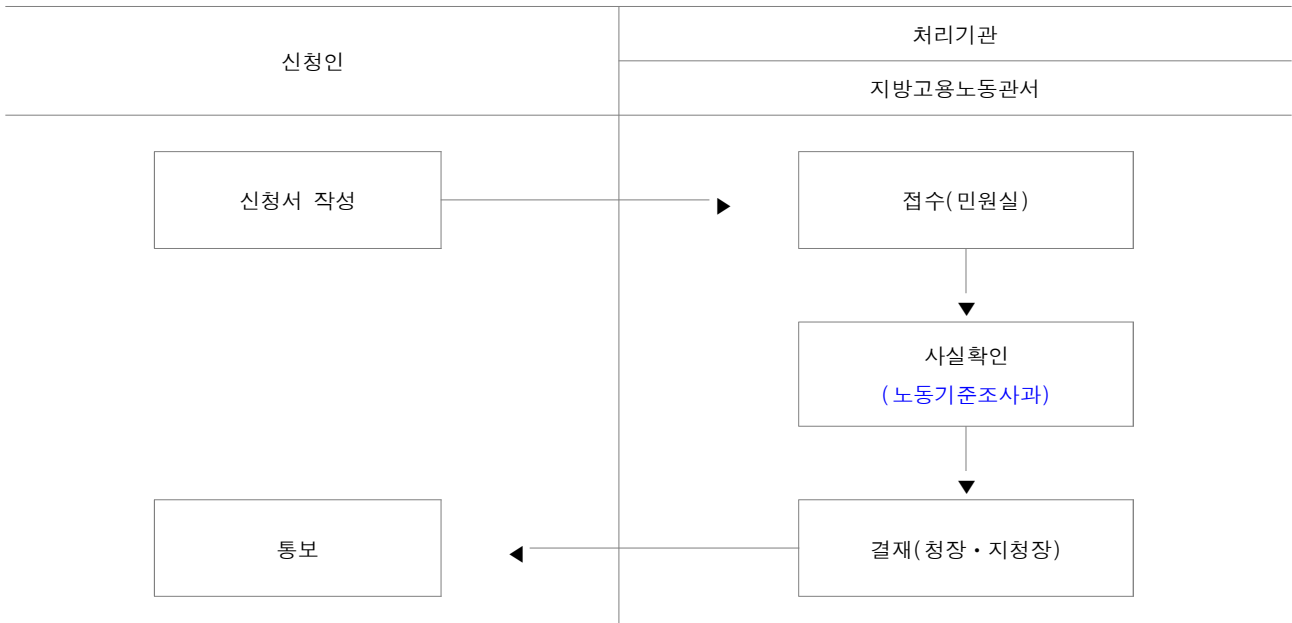 신청인
처리기관
지방고용노동관서
신청서 작성
접수(민원실)
사실확인
(노동기준조사과)
통보
결재(청장・지청장)